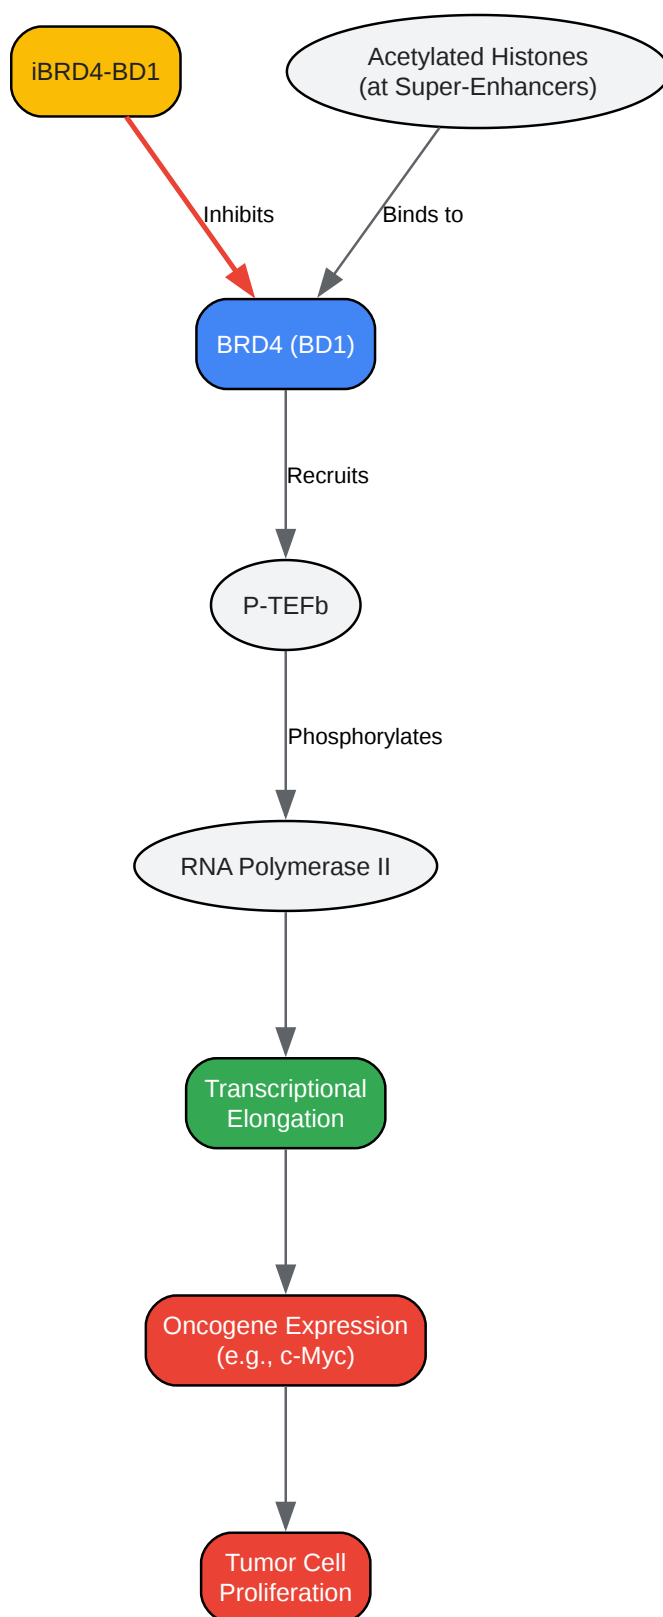 iBRD4-BD1
Acetylated Histones
(at Super-Enhancers)
Inhibits
Binds to
BRD4 (BD1)
Recruits
P-TEFb
Phosphorylates
RNA Polymerase II
Transcriptional
Elongation
Oncogene Expression
(e.g., c-Myc)
Tumor Cell
Proliferation